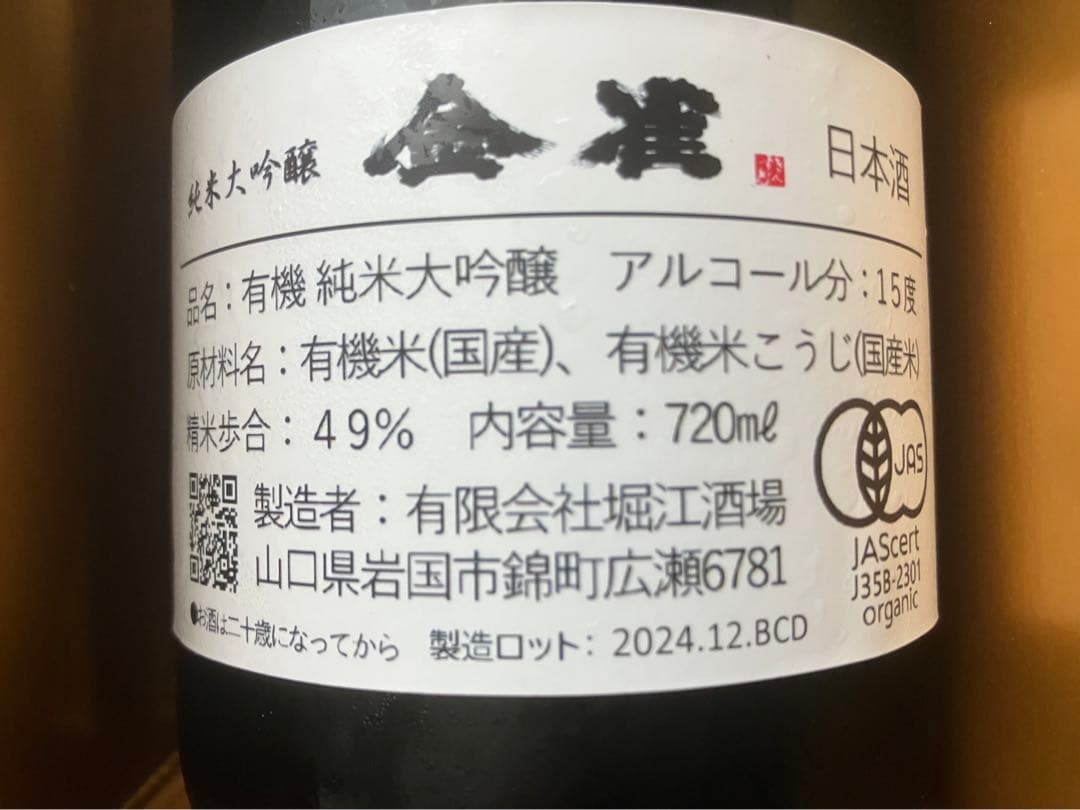 純米大吟醸 金雀 日本酒
品名：有機 純米大吟醸 アルコール分：15度
原材料名：有機米(国産)、有機米こうじ(国産米)
精米歩合：49% 内容量：720mℓ
JAS
製造者：有限会社堀江酒場
山口県岩国市錦町広瀬6781
JAScert
J35B-2301
organic
●お酒は二十歳になってから 製造ロット：2024.12.BCD